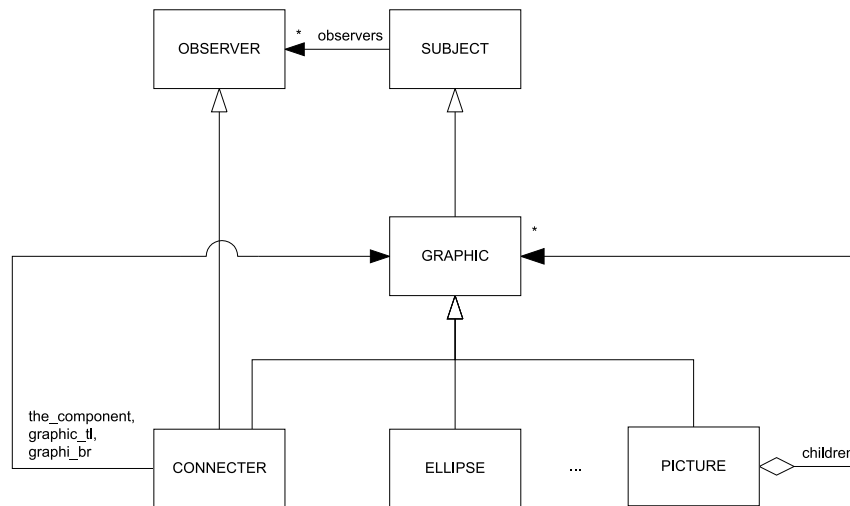 OBSERVER
* observers
SUBJECT
*
GRAPHIC
the_component,
graphic_tl,
graphi_br
CONNECTER
ELLIPSE
...
PICTURE
children